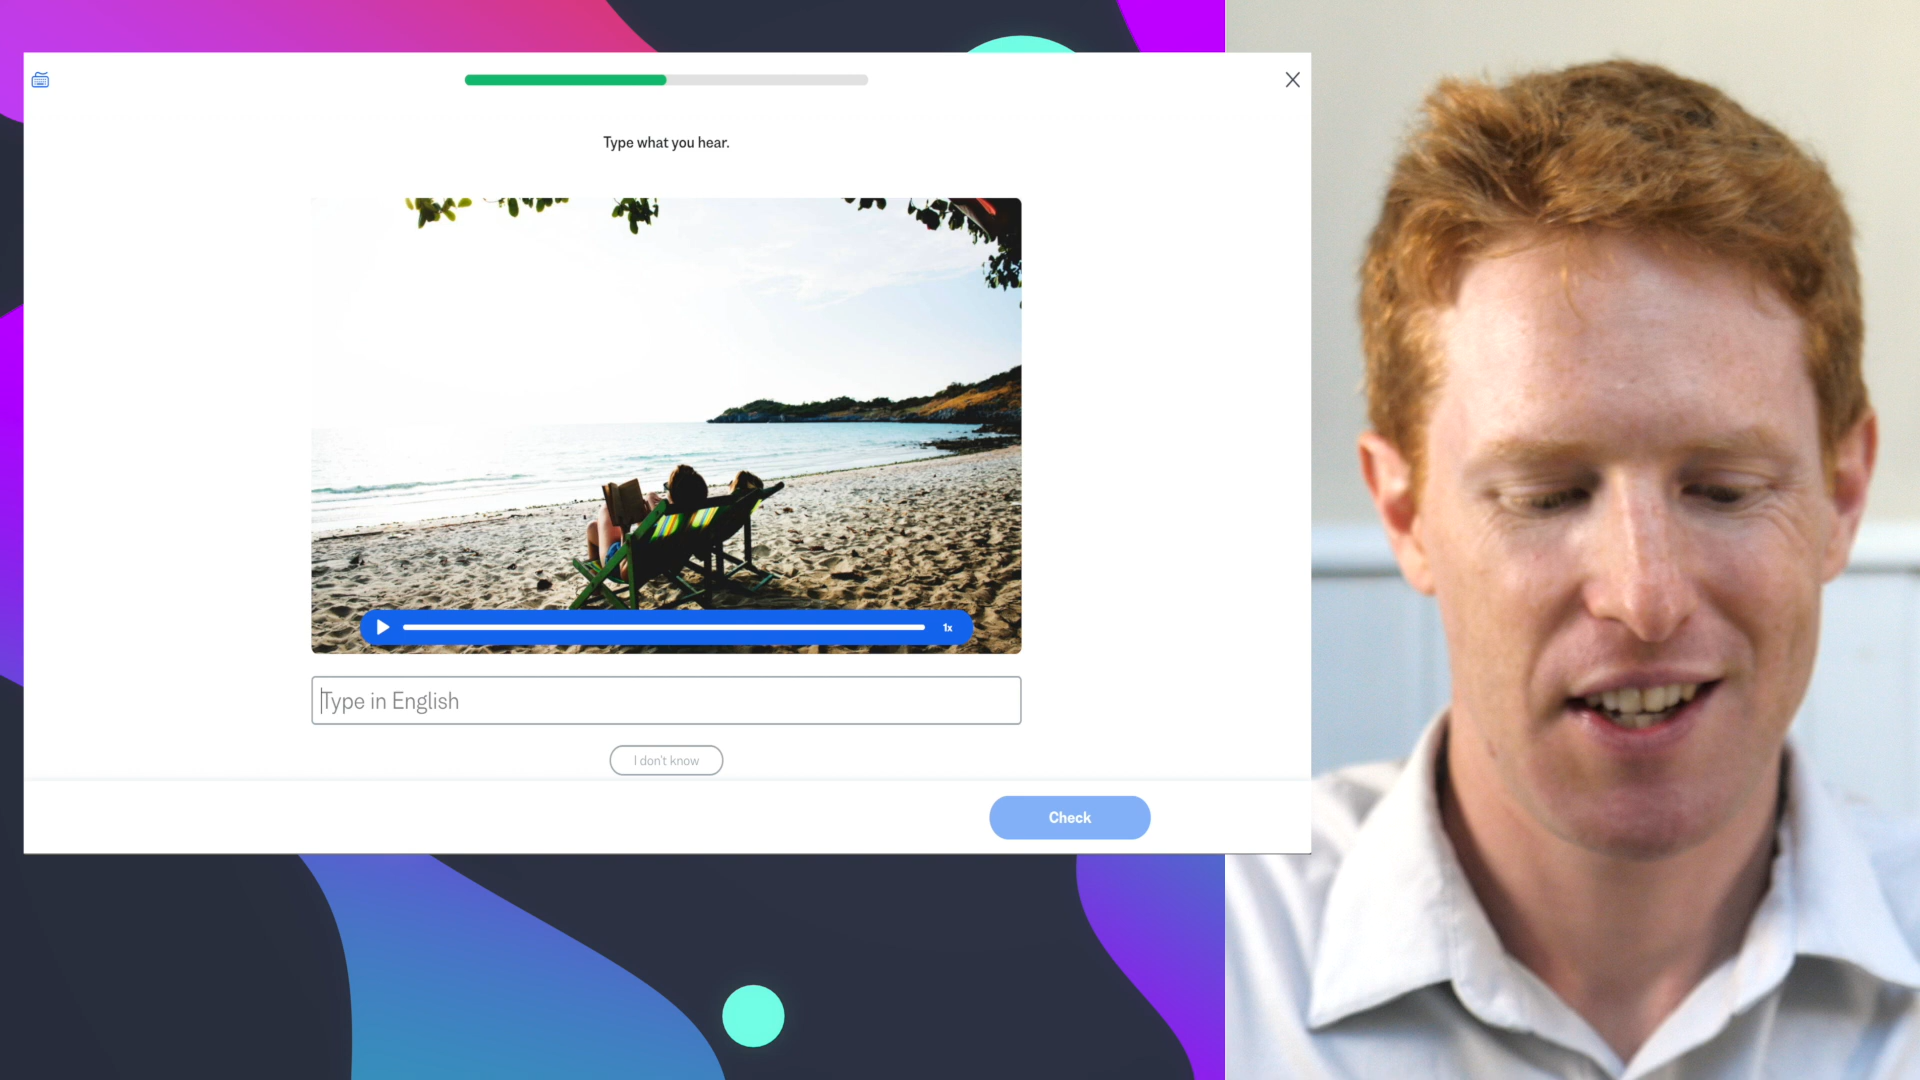 Type what you hear.
1x
Type in English
I don't know
Check